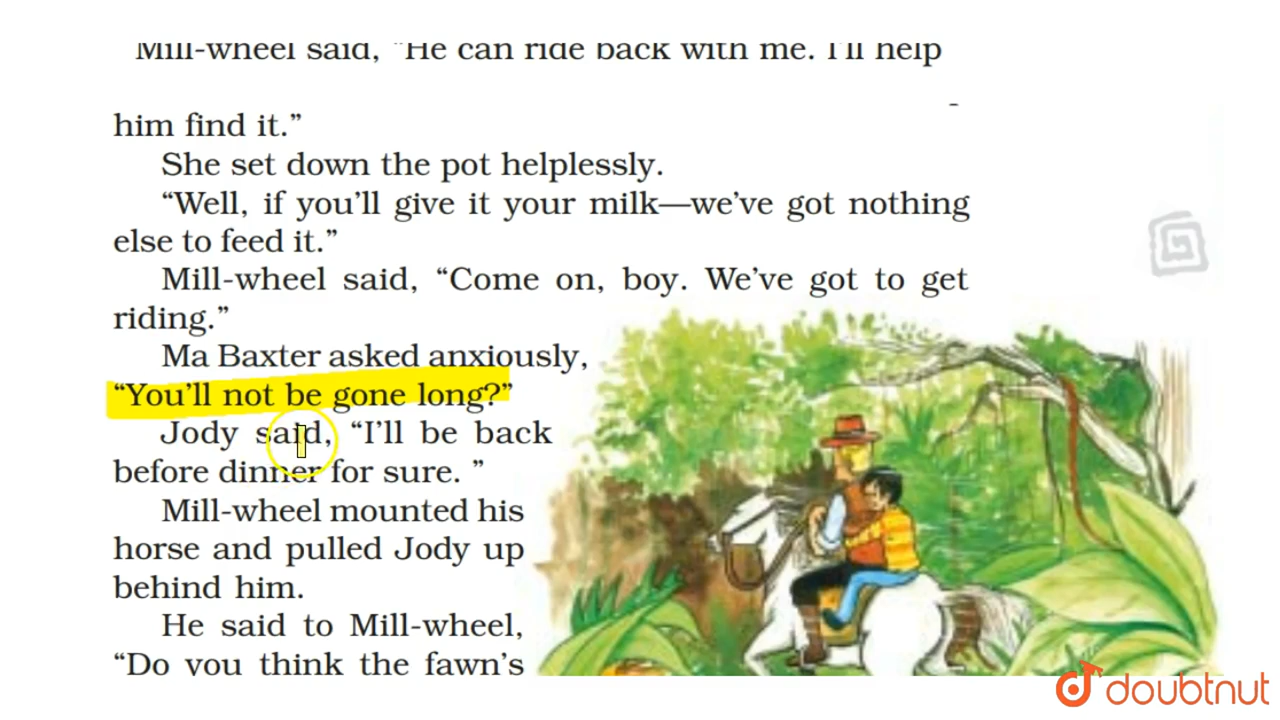 Mill-wheel said, “He can ride back with me. I’ll help
him find it.”
She set down the pot helplessly.
“Well, if you’ll give it your milk—we’ve got nothing
else to feed it.”
Mill-wheel said, “Come on, boy. We’ve got to get
riding.”
Ma Baxter asked anxiously,
“You’ll not be gone long?”
Jody said, “I’ll be back
before dinner for sure. ”
Mill-wheel mounted his
horse and pulled Jody up
behind him.
He said to Mill-wheel,
“Do you think the fawn’s
doubtnut